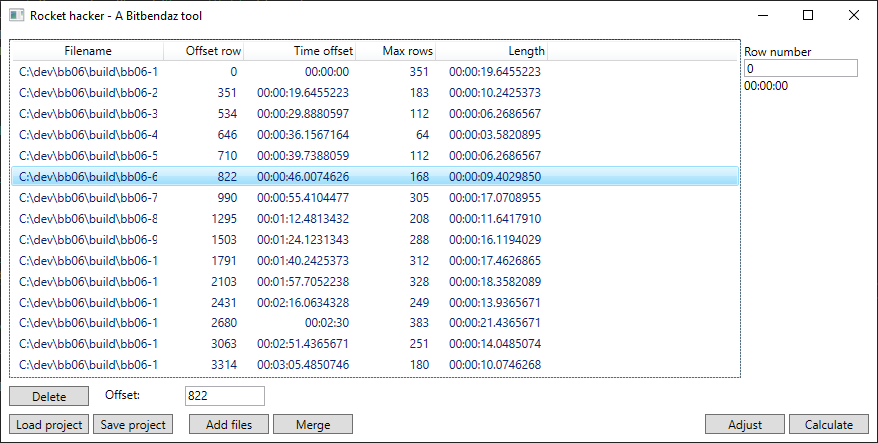 Rocket hacker - A Bitbendaz tool
Filename Offset row Time offset Max rows Length
C:\dev\bb06\build\bb06-1 0 00:00:00 351 00:00:19.6455223
C:\dev\bb06\build\bb06-2 351 00:00:19.6455223 183 00:00:10.2425373
C:\dev\bb06\build\bb06-3 534 00:00:29.8880597 112 00:00:06.2686567
C:\dev\bb06\build\bb06-4 646 00:00:36.1567164 64 00:00:03.5820895
C:\dev\bb06\build\bb06-5 710 00:00:39.7388059 112 00:00:06.2686567
C:\dev\bb06\build\bb06-6 822 00:00:46.0074626 168 00:00:09.4029850
C:\dev\bb06\build\bb06-7 990 00:00:55.4104477 305 00:00:17.0708955
C:\dev\bb06\build\bb06-8 1295 00:01:12.4813432 208 00:00:11.6417910
C:\dev\bb06\build\bb06-9 1503 00:01:24.1231343 288 00:00:16.1194029
C:\dev\bb06\build\bb06-1 1791 00:01:40.2425373 312 00:00:17.4626865
C:\dev\bb06\build\bb06-1 2103 00:01:57.7052238 328 00:00:18.3582089
C:\dev\bb06\build\bb06-1 2431 00:02:16.0634328 249 00:00:13.9365671
C:\dev\bb06\build\bb06-1 2680 00:02:30 383 00:00:21.4365671
C:\dev\bb06\build\bb06-1 3063 00:02:51.4365671 251 00:00:14.0485074
C:\dev\bb06\build\bb06-1 3314 00:03:05.4850746 180 00:00:10.0746268
Row number
0
00:00:00
Delete Offset: 822
Load project Save project Add files Merge Adjust Calculate